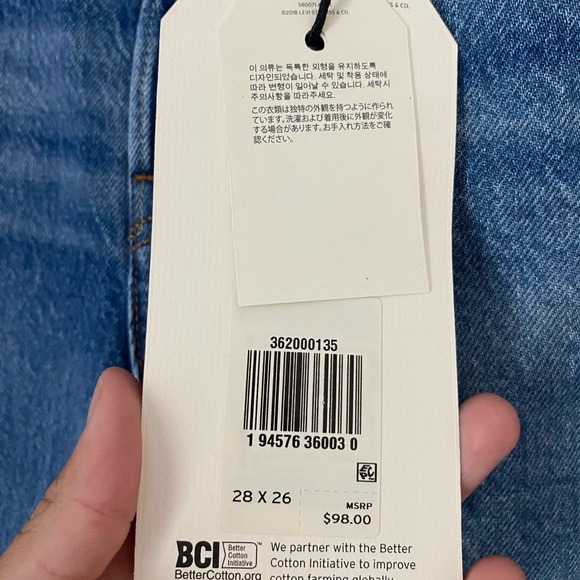 ©2018 LEVI STRAUSS & CO.
이 의류는 독특한 외형을 유지하도록
디자인되었습니다. 세탁 및 착용 상태에
따라 변형이 일어날 수 있습니다. 세탁시
주의사항을 따라주세요.
この衣類は独特の外観を持つように作られ
ています。洗濯および着用後に外観が変化
する場合があります。お手入れ方法をご確
認ください。
362000135
1 94576 36003 0
28 X 26
MSRP
$98.00
BCI
Better
Cotton
Initiative
TM
BetterCotton.org
We partner with the Better
Cotton Initiative to improve
cotton farming globally